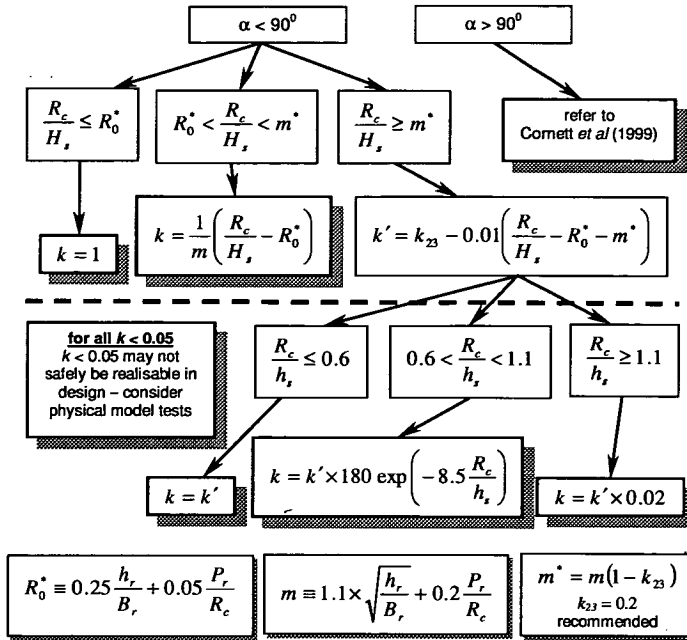 α < 90⁰
α > 90⁰
R_c/H_s ≤ R_0^*
R_0^* < R_c/H_s < m^*
R_c/H_s ≥ m^*
refer to
Cornett et al (1999)
k = 1
k = 1/m (R_c/H_s − R_0^*)
k′ = k_23 − 0.01(R_c/H_s − R_0^* − m^*)
for all k < 0.05
k < 0.05 may not
safely be realisable in
design – consider
physical model tests
R_c/h_s ≤ 0.6
0.6 < R_c/h_s < 1.1
R_c/h_s ≥ 1.1
k = k′
k = k′ × 180 exp(−8.5 R_c/h_s)
k = k′ × 0.02
R_0^* ≡ 0.25 h_r/B_r + 0.05 P_r/R_c
m ≡ 1.1 × √(h_r/B_r) + 0.2 P_r/R_c
m^* = m(1 − k_23)
k_23 = 0.2
recommended